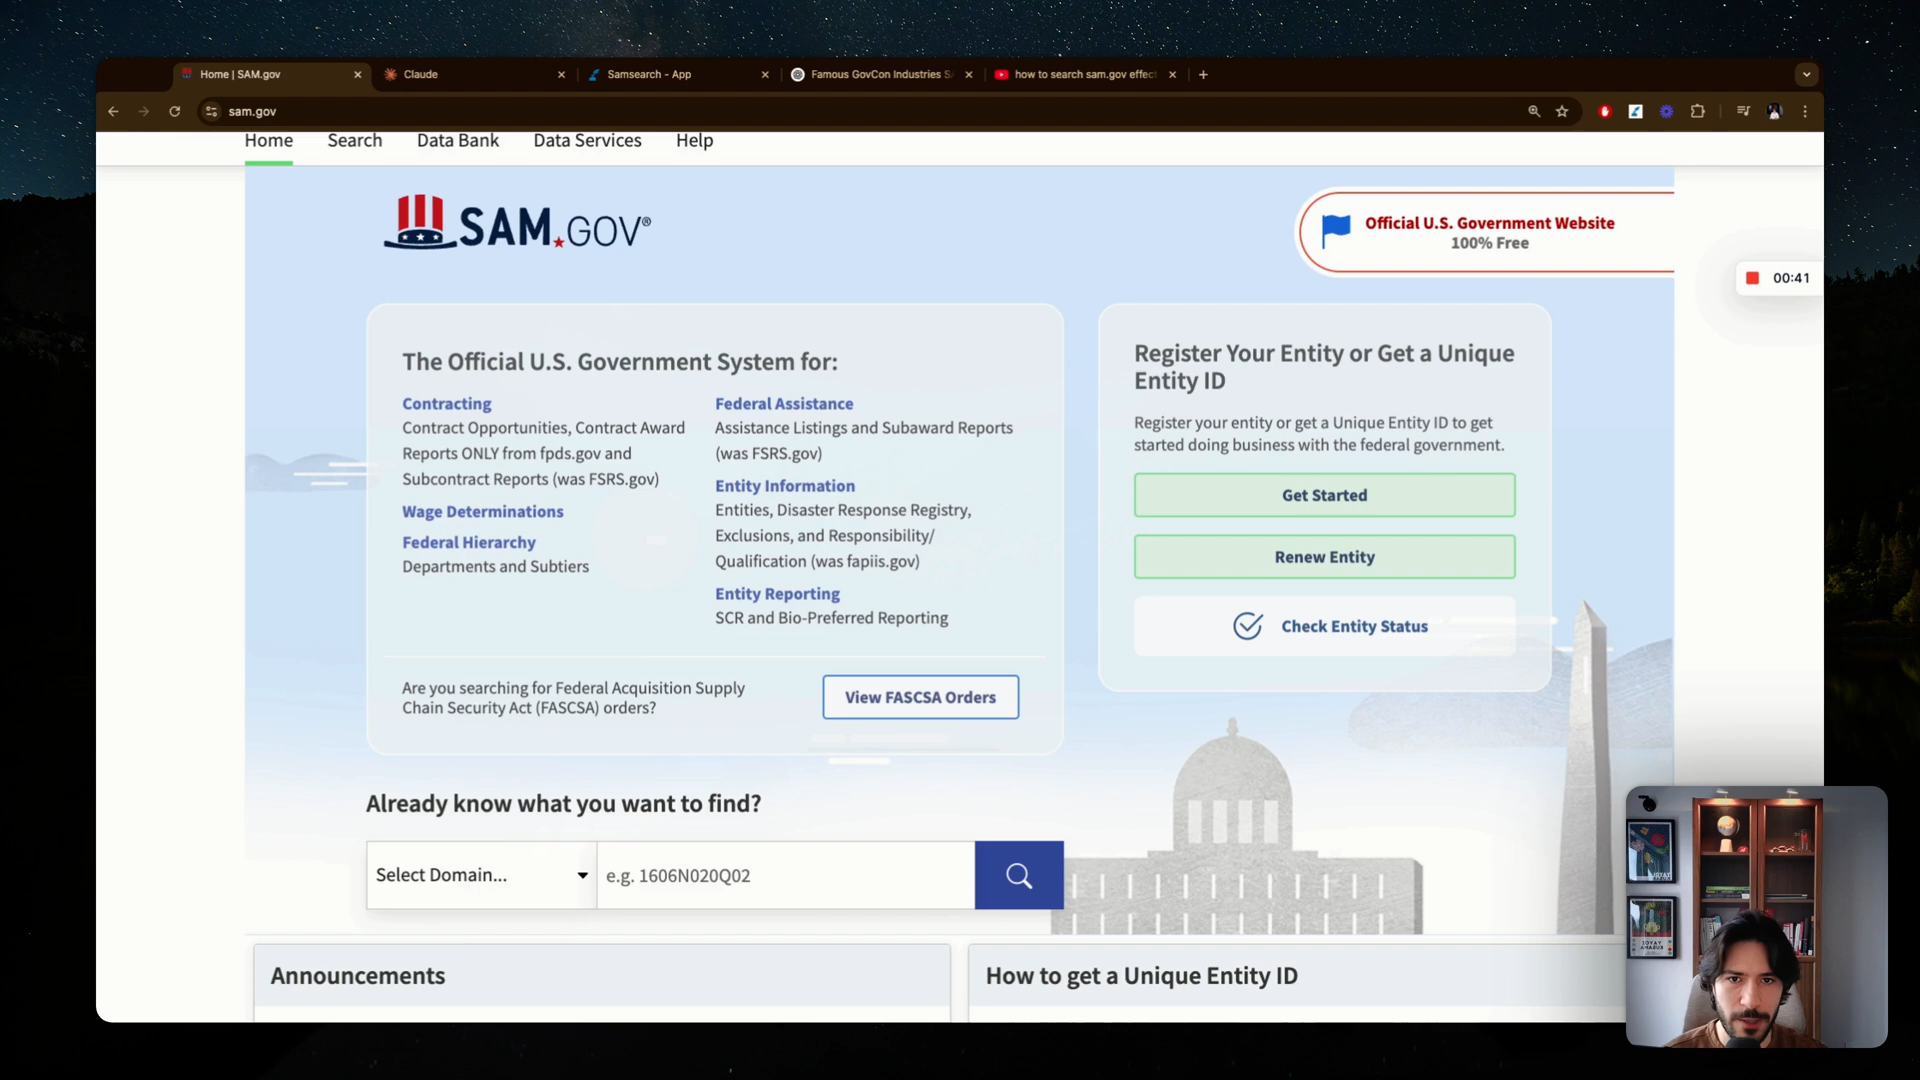 Home | SAM.gov
Claude
Samsearch - App
Famous GovCon Industries SA
how to search sam.gov effect
sam.gov
Home
Search
Data Bank
Data Services
Help
SAM.GOV®
Official U.S. Government Website
100% Free
00:41
The Official U.S. Government System for:
Contracting
Contract Opportunities, Contract Award
Reports ONLY from fpds.gov and
Subcontract Reports (was FSRS.gov)
Wage Determinations
Federal Hierarchy
Departments and Subtiers
Federal Assistance
Assistance Listings and Subaward Reports
(was FSRS.gov)
Entity Information
Entities, Disaster Response Registry,
Exclusions, and Responsibility/
Qualification (was fapiis.gov)
Entity Reporting
SCR and Bio-Preferred Reporting
Are you searching for Federal Acquisition Supply
Chain Security Act (FASCSA) orders?
View FASCSA Orders
Register Your Entity or Get a Unique
Entity ID
Register your entity or get a Unique Entity ID to get
started doing business with the federal government.
Get Started
Renew Entity
Check Entity Status
Already know what you want to find?
Select Domain...
e.g. 1606N020Q02
Announcements
How to get a Unique Entity ID